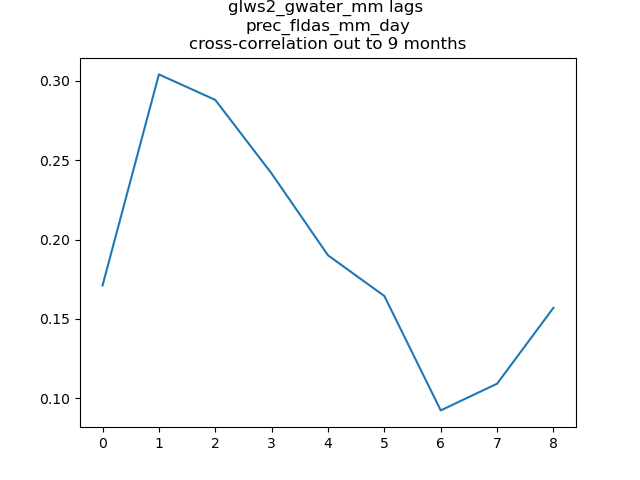 glws2_gwater_mm lags
prec_fldas_mm_day
cross-correlation out to 9 months
0.30
0.25
0.20
0.15
0.10
0 1 2 3 4 5 6 7 8